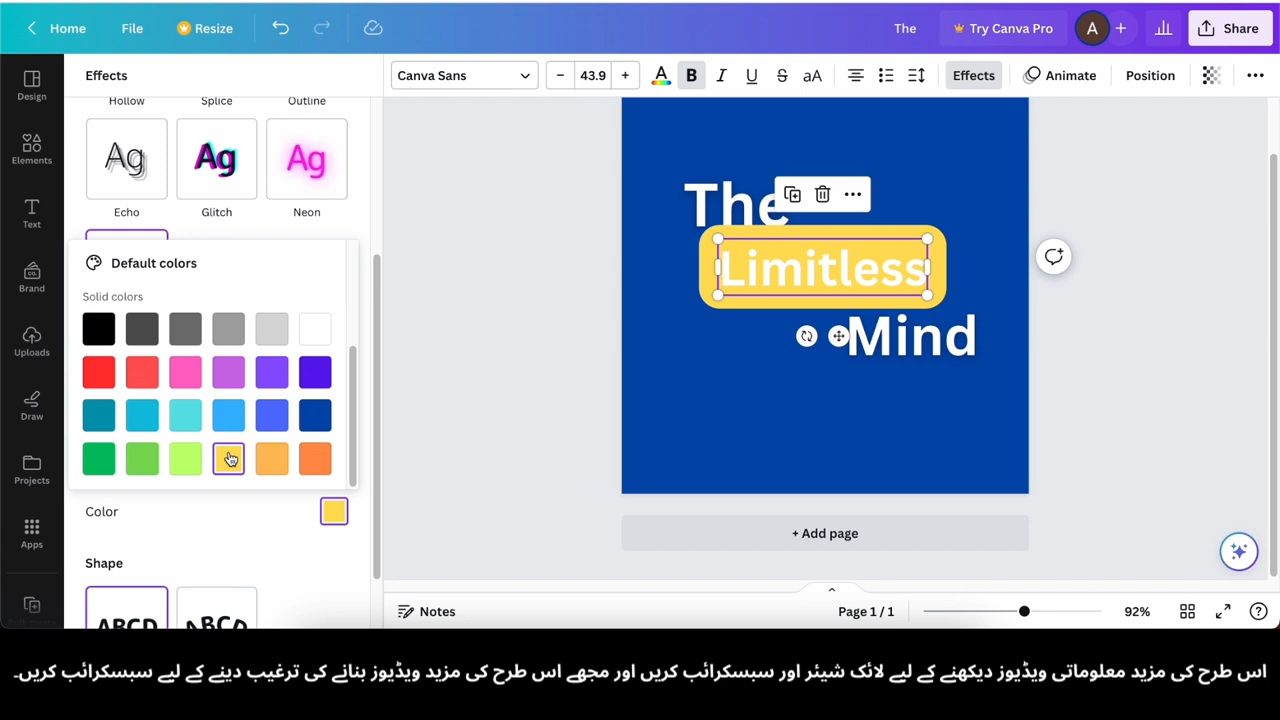 Home File Resize The Try Canva Pro A + Share
Effects
Canva Sans – 43.9 + A B I U S aA Effects Animate Position
Design
Elements
Text
Brand
Uploads
Draw
Projects
Apps
Hollow Splice Outline
Ag Ag Ag
Echo Glitch Neon
Default colors
Solid colors
Color
Shape
ABCD ABCD
The
Limitless
Mind
+ Add page
Notes Page 1 / 1 92%
اس طرح کی مزید معلوماتی ویڈیوز دیکھنے کے لیے لائک شیئر اور سبسکرائب کریں اور مجھے اس طرح کی مزید ویڈیوز بنانے کی ترغیب دینے کے لیے سبسکرائب کریں۔